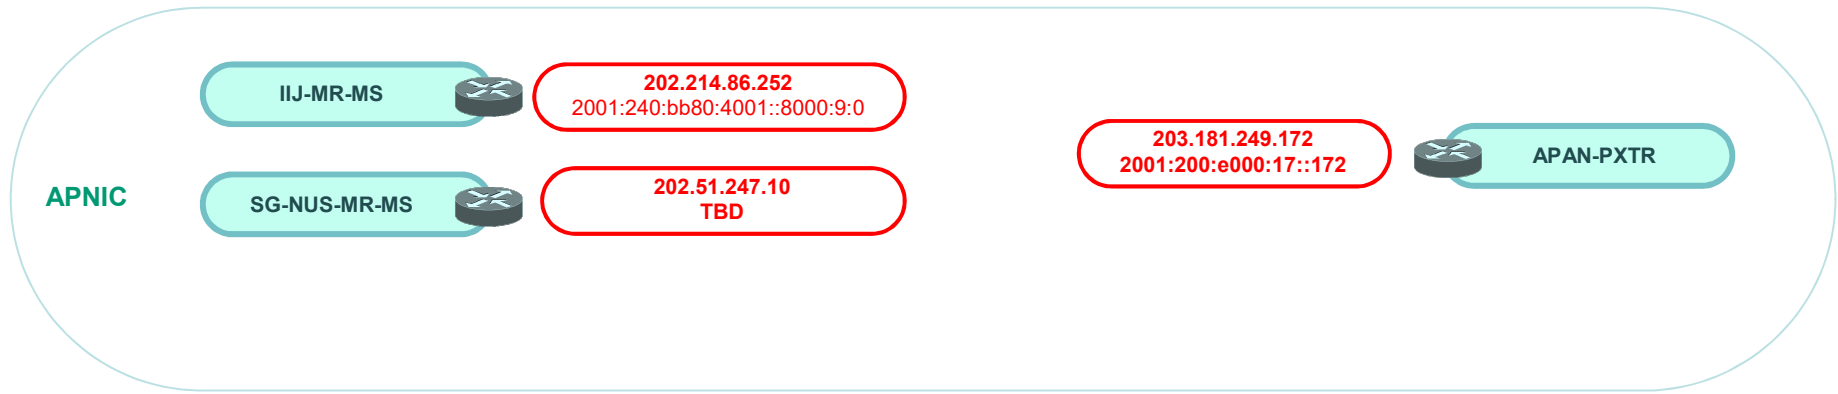 IIJ-MR-MS
202.214.86.252
2001:240:bb80:4001::8000:9:0
203.181.249.172
2001:200:e000:17::172
APAN-PXTR
APNIC
SG-NUS-MR-MS
202.51.247.10
TBD